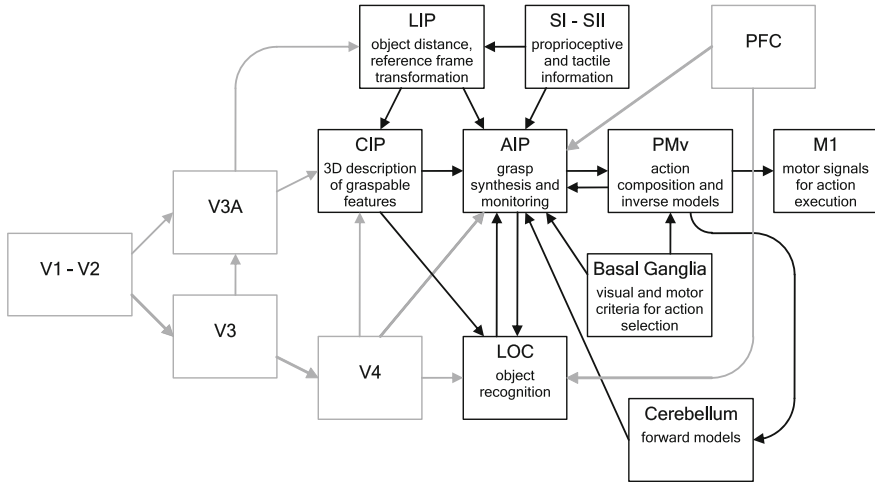 LIP
object distance,
reference frame
transformation
SI - SII
proprioceptive
and tactile
information
PFC
CIP
3D description
of graspable
features
AIP
grasp
synthesis and
monitoring
PMv
action
composition and
inverse models
M1
motor signals
for action
execution
V3A
V1 - V2
V3
V4
Basal Ganglia
visual and motor
criteria for action
selection
LOC
object
recognition
Cerebellum
forward models